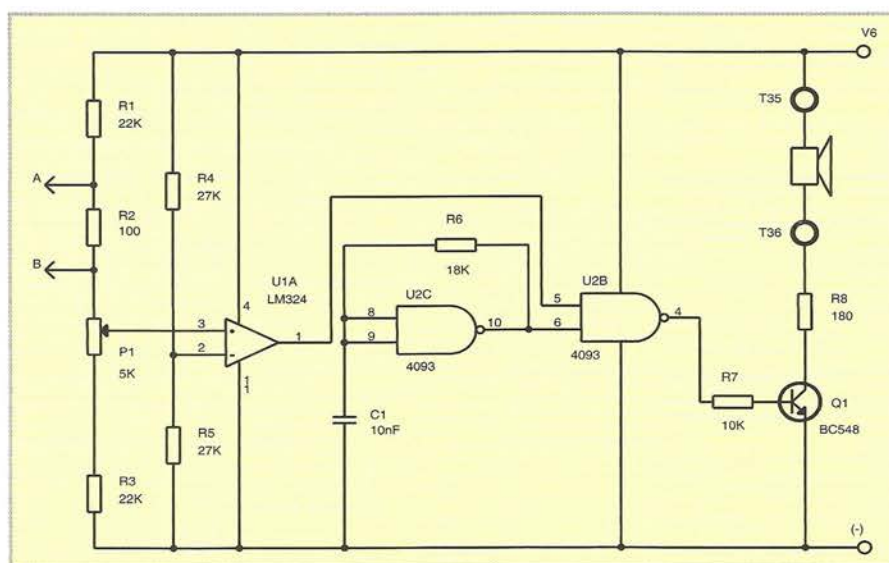 V6
R1
22K
T35
A
R4
27K
R2
100
R6
18K
T36
B
U1A
LM324
U2C
U2B
4
5
8
R8
180
3
1
10
4
P1
5K
2
9
6
4093
4093
11
R7
10K
Q1
BC548
C1
10nF
R5
27K
R3
22K
(-)